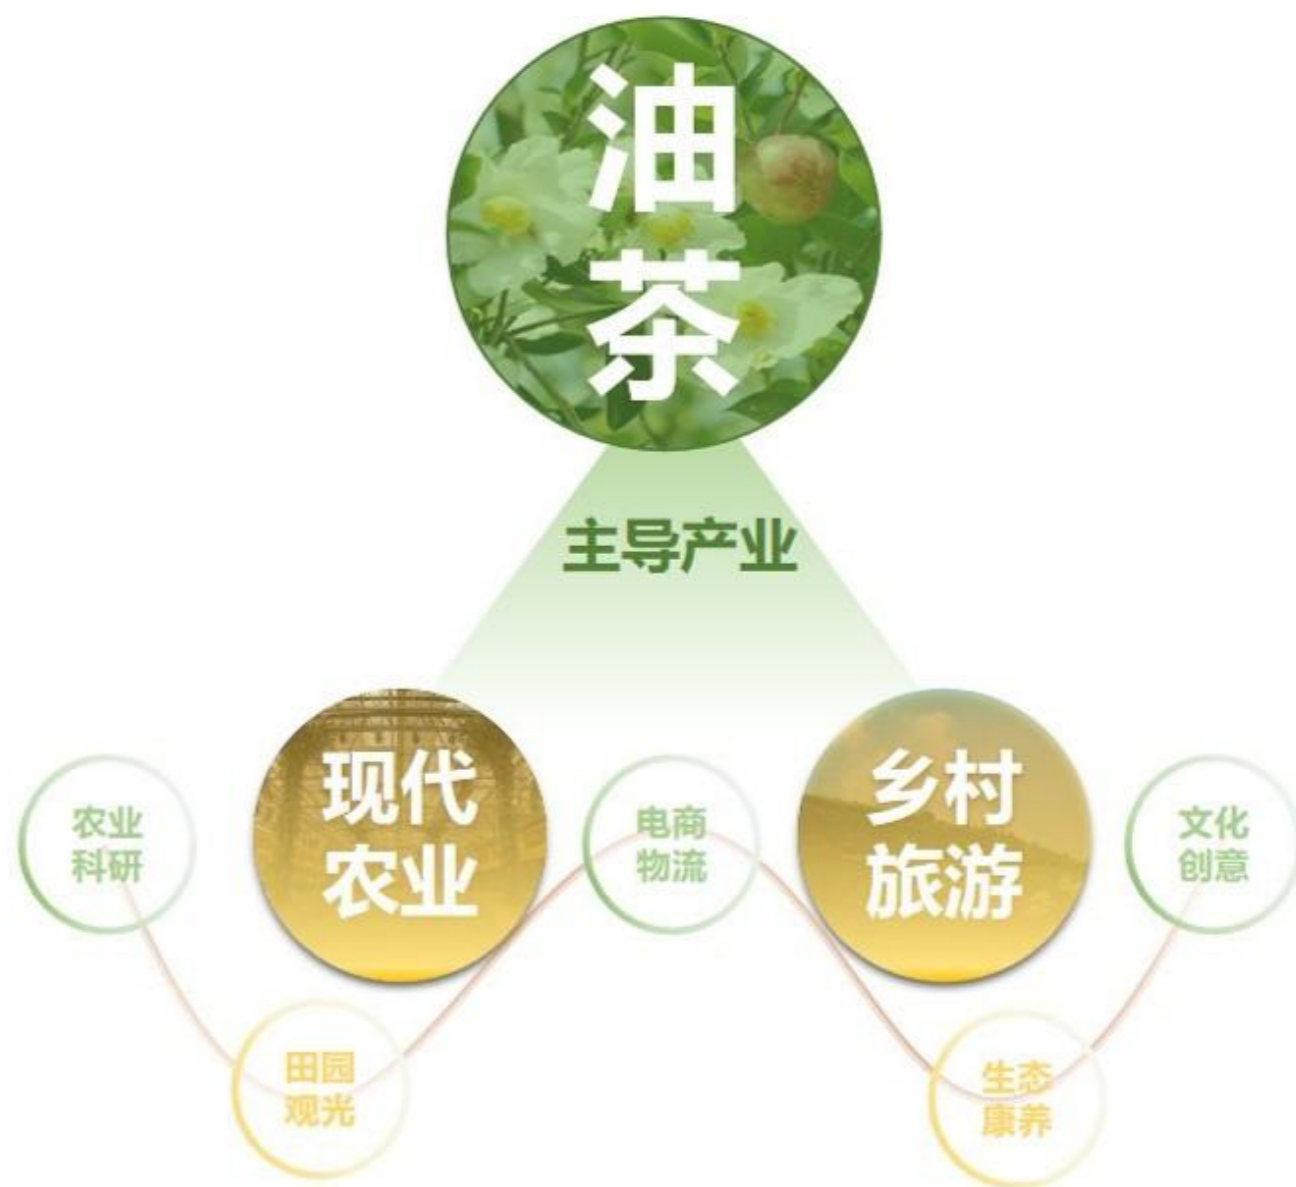 油
茶
主导产业
现代
农业
乡村
旅游
农业
科研
电商
物流
文化
创意
田园
观光
生态
康养